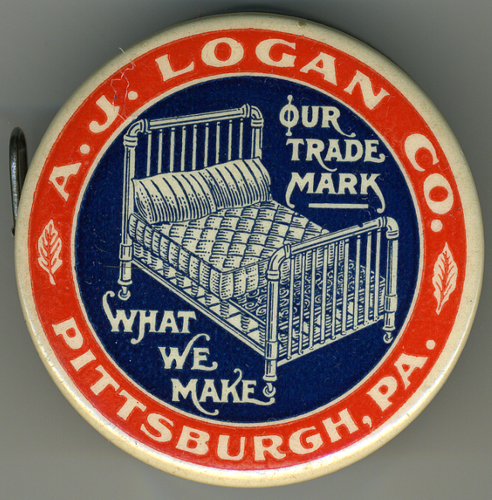 A. J. LOGAN CO.
OUR
TRADE
MARK
WHAT
WE
MAKE
PITTSBURGH, PA.